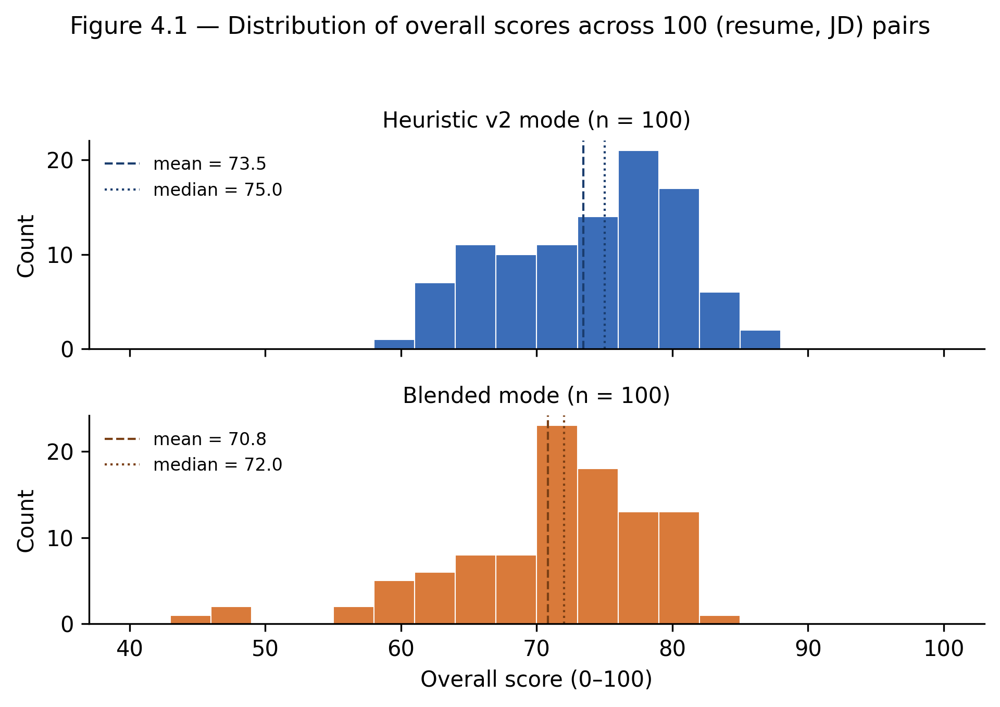 Figure 4.1 — Distribution of overall scores across 100 (resume, JD) pairs
Heuristic v2 mode (n = 100)
mean = 73.5
median = 75.0
Count
20
10
0
Blended mode (n = 100)
mean = 70.8
median = 72.0
Count
20
10
0
40 50 60 70 80 90 100
Overall score (0–100)